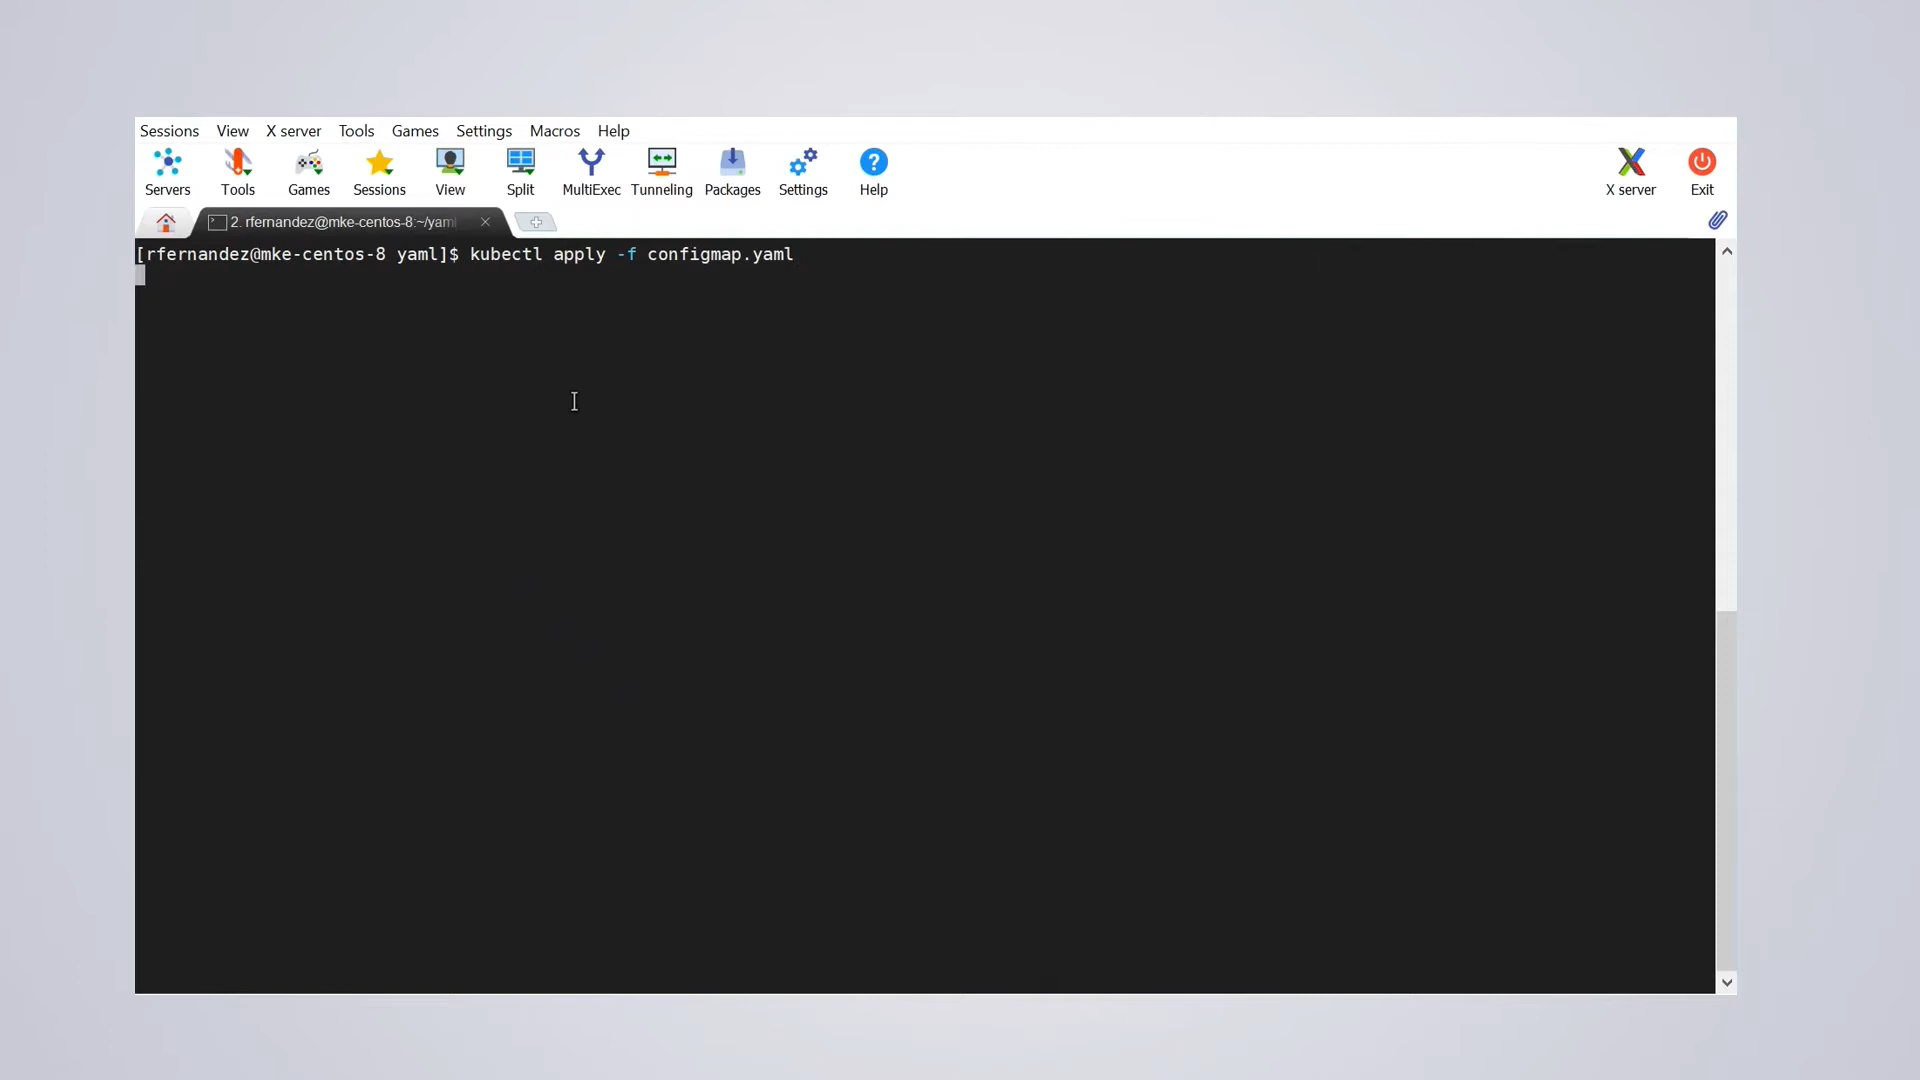 Sessions View X server Tools Games Settings Macros Help
Servers Tools Games Sessions View Split MultiExec Tunneling Packages Settings Help X server Exit
2. rfernandez@mke-centos-8:~/yaml
[rfernandez@mke-centos-8 yaml]$ kubectl apply -f configmap.yaml